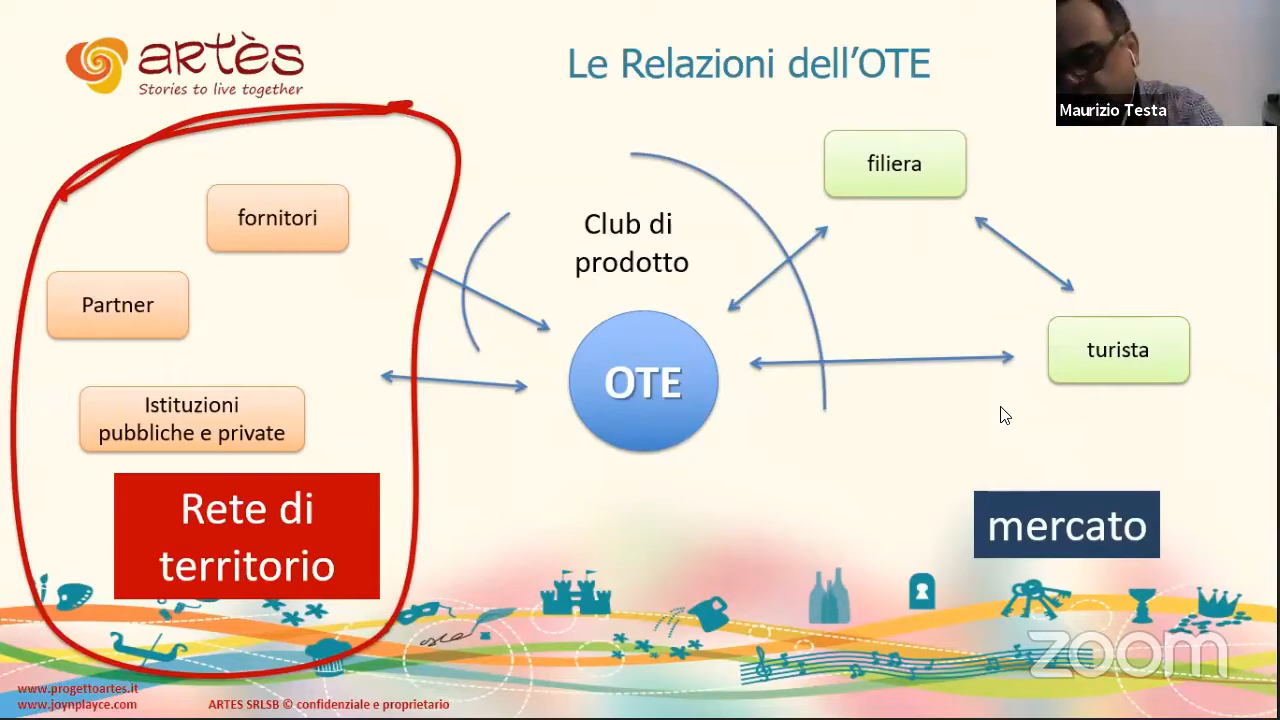 artès
Stories to live together
Le Relazioni dell'OTE
Maurizio Testa
filiera
fornitori
Club di
prodotto
Partner
turista
OTE
Istituzioni
pubbliche e private
Rete di
territorio
mercato
zoom
www.progettoartes.it
www.joynplayce.com
ARTES SRLSB © confidenziale e proprietario